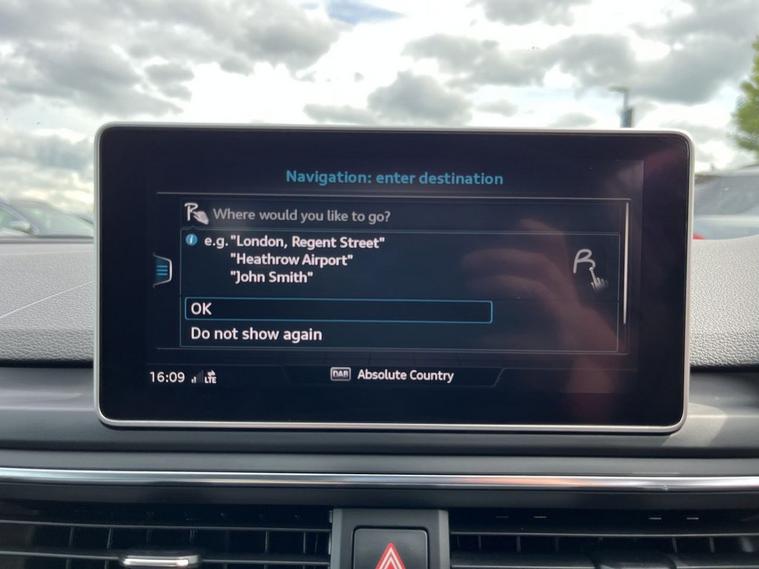 Navigation: enter destination
Where would you like to go?
e.g. "London, Regent Street"
"Heathrow Airport"
"John Smith"
OK
Do not show again
16:09 LTE DAB Absolute Country